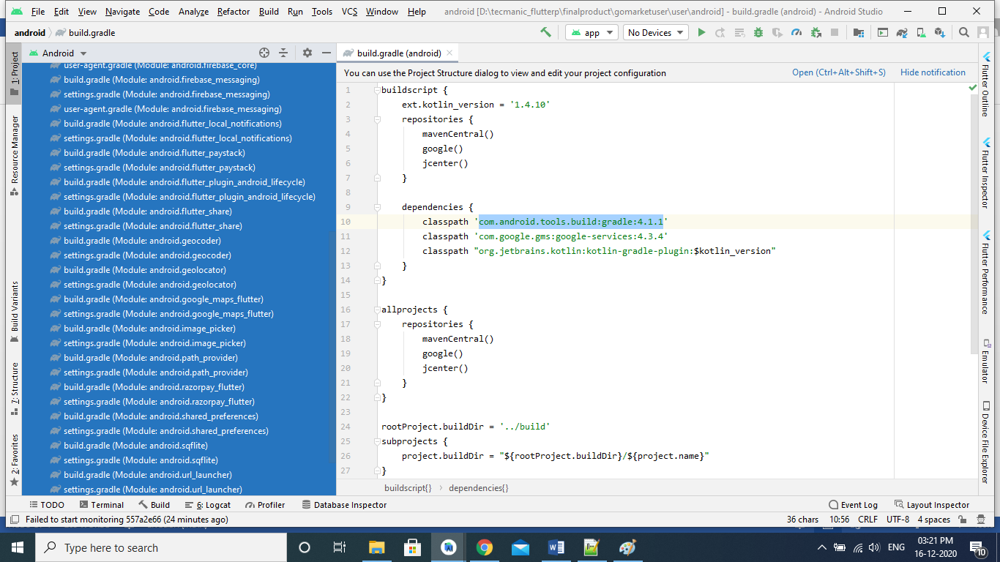 File Edit View Navigate Code Analyze Refactor Build Run Tools VCS Window Help android [D:\tecmanic_flutterp\finalproduct\gomarketuser\user\android] - build.gradle (android) - Android Studio
android build.gradle app No Devices
1: Project
Resource Manager
Build Variants
7: Structure
2: Favorites
Android
user-agent.gradle (Module: android.firebase_core)
build.gradle (Module: android.firebase_messaging)
settings.gradle (Module: android.firebase_messaging)
user-agent.gradle (Module: android.firebase_messaging)
build.gradle (Module: android.flutter_local_notifications)
settings.gradle (Module: android.flutter_local_notifications)
build.gradle (Module: android.flutter_paystack)
settings.gradle (Module: android.flutter_paystack)
build.gradle (Module: android.flutter_plugin_android_lifecycle)
settings.gradle (Module: android.flutter_plugin_android_lifecycle)
build.gradle (Module: android.flutter_share)
settings.gradle (Module: android.flutter_share)
build.gradle (Module: android.geocoder)
settings.gradle (Module: android.geocoder)
build.gradle (Module: android.geolocator)
settings.gradle (Module: android.geolocator)
build.gradle (Module: android.google_maps_flutter)
settings.gradle (Module: android.google_maps_flutter)
build.gradle (Module: android.image_picker)
settings.gradle (Module: android.image_picker)
build.gradle (Module: android.path_provider)
settings.gradle (Module: android.path_provider)
build.gradle (Module: android.razorpay_flutter)
settings.gradle (Module: android.razorpay_flutter)
build.gradle (Module: android.shared_preferences)
settings.gradle (Module: android.shared_preferences)
build.gradle (Module: android.sqflite)
settings.gradle (Module: android.sqflite)
build.gradle (Module: android.url_launcher)
settings.gradle (Module: android.url_launcher)
build.gradle (android)
You can use the Project Structure dialog to view and edit your project configuration Open (Ctrl+Alt+Shift+S) Hide notification
1 buildscript {
2 ext.kotlin_version = '1.4.10'
3 repositories {
4 mavenCentral()
5 google()
6 jcenter()
7 }
8
9 dependencies {
10 classpath 'com.android.tools.build:gradle:4.1.1'
11 classpath 'com.google.gms:google-services:4.3.4'
12 classpath "org.jetbrains.kotlin:kotlin-gradle-plugin:$kotlin_version"
13 }
14 }
15
16 allprojects {
17 repositories {
18 mavenCentral()
19 google()
20 jcenter()
21 }
22 }
23
24 rootProject.buildDir = '../build'
25 subprojects {
26 project.buildDir = "${rootProject.buildDir}/${project.name}"
27 }
buildscript{} dependencies{}
Flutter Outline
Flutter Inspector
Flutter Performance
Emulator
Device File Explorer
TODO Terminal Build 6: Logcat Profiler Database Inspector Event Log Layout Inspector
Failed to start monitoring 557a2e66 (24 minutes ago) 36 chars 10:56 CRLF UTF-8 4 spaces
Type here to search ENG 03:21 PM
16-12-2020
10